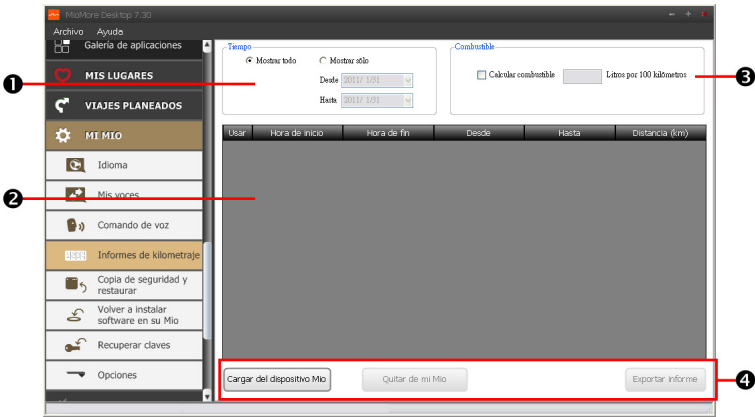 MioMore Desktop 7.30
Archivo Ayuda
Galería de aplicaciones
MIS LUGARES
VIAJES PLANEADOS
MI MIO
Idioma
Mis voces
Comando de voz
Informes de kilometraje
Copia de seguridad y
restaurar
Volver a instalar
software en su Mio
Recuperar claves
Opciones
Tiempo
Mostrar todo Mostrar sólo
Desde 2011/ 1/31
Hasta 2011/ 1/31
Combustible
Calcular combustible Litros por 100 kilómetros
Usar Hora de inicio Hora de fin Desde Hasta Distancia (km)
Cargar del dispositivo Mio Quitar de mi Mio Exportar informe
1
2
3
4